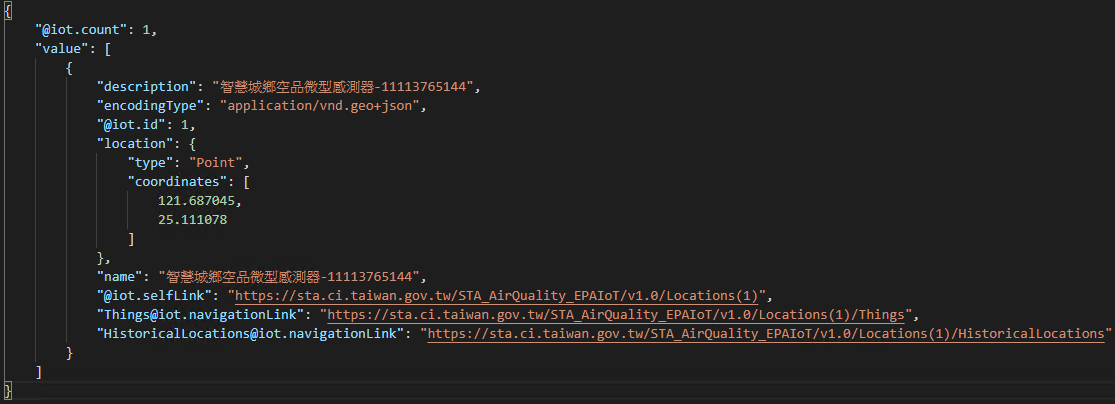 {
"@iot.count": 1,
"value": [
{
"description": "智慧城鄉空品微型感測器-11113765144",
"encodingType": "application/vnd.geo+json",
"@iot.id": 1,
"location": {
"type": "Point",
"coordinates": [
121.687045,
25.111078
]
},
"name": "智慧城鄉空品微型感測器-11113765144",
"@iot.selfLink": "https://sta.ci.taiwan.gov.tw/STA_AirQuality_EPAIoT/v1.0/Locations(1)",
"Things@iot.navigationLink": "https://sta.ci.taiwan.gov.tw/STA_AirQuality_EPAIoT/v1.0/Locations(1)/Things",
"HistoricalLocations@iot.navigationLink": "https://sta.ci.taiwan.gov.tw/STA_AirQuality_EPAIoT/v1.0/Locations(1)/HistoricalLocations"
}
]
}